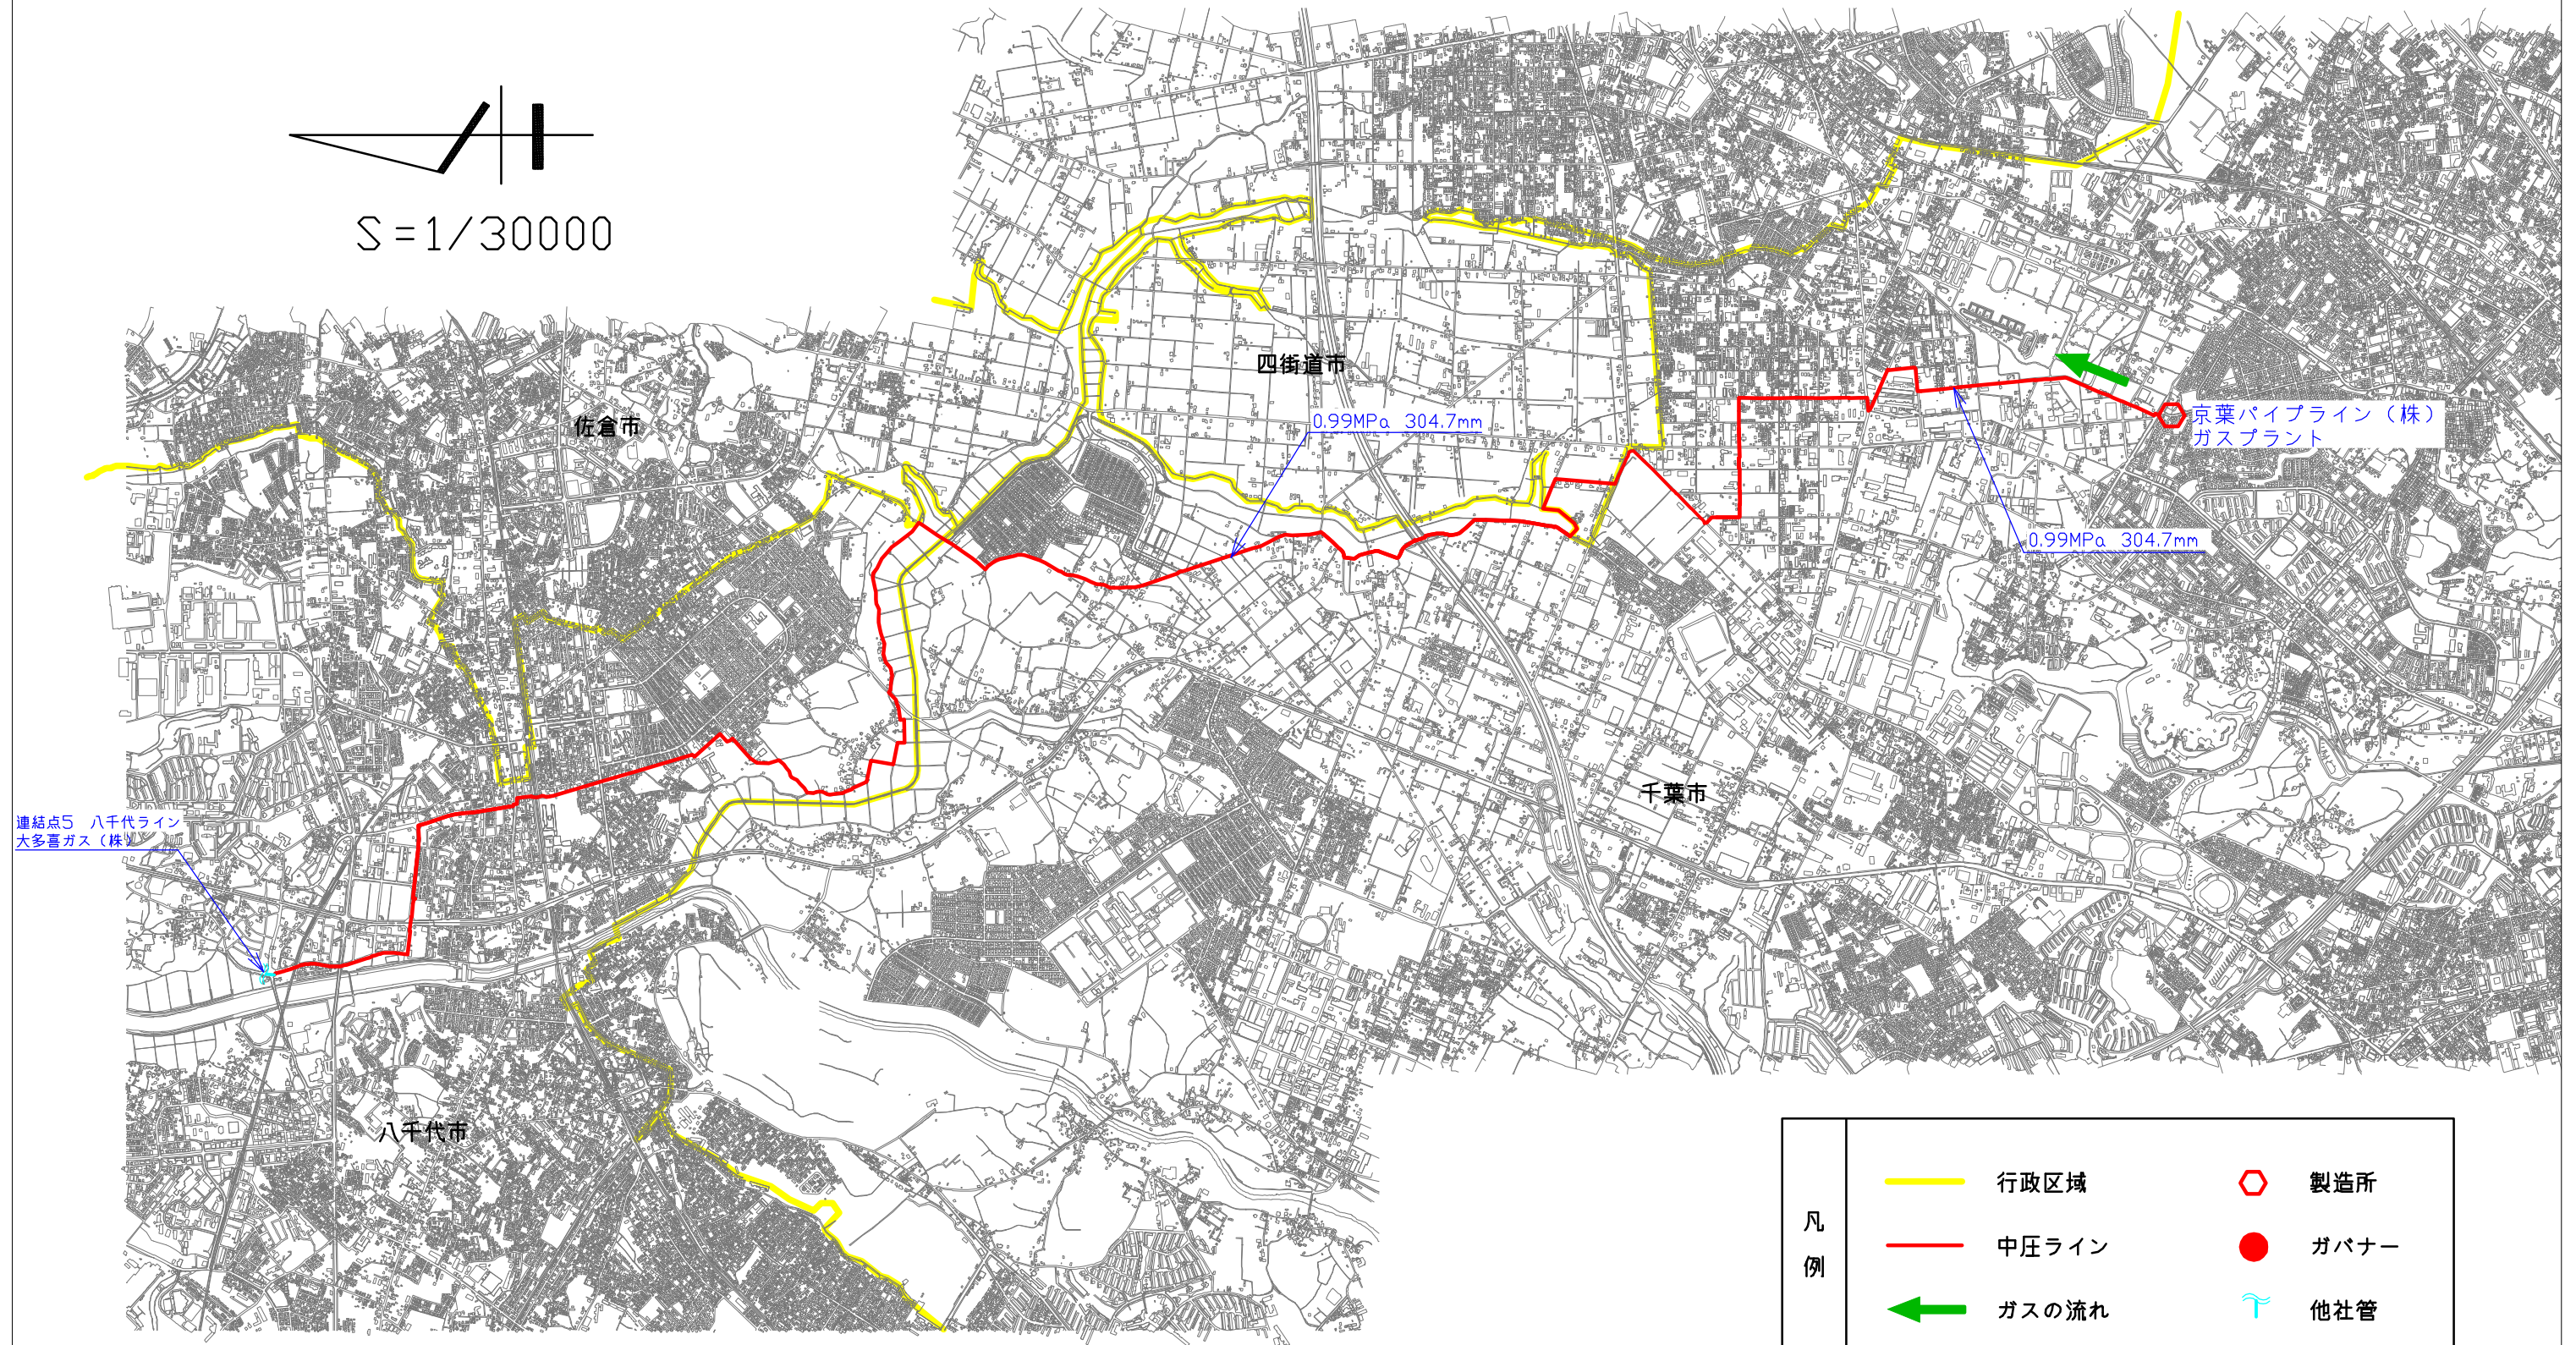 S=1/30000
四街道市
佐倉市
0.99MPa 304.7mm
京葉パイプライン（株）
ガスプラント
0.99MPa 304.7mm
千葉市
連結点5 八千代ライン
大多喜ガス（株）
八千代市
凡例
行政区域
製造所
中圧ライン
ガバナー
ガスの流れ
他社管